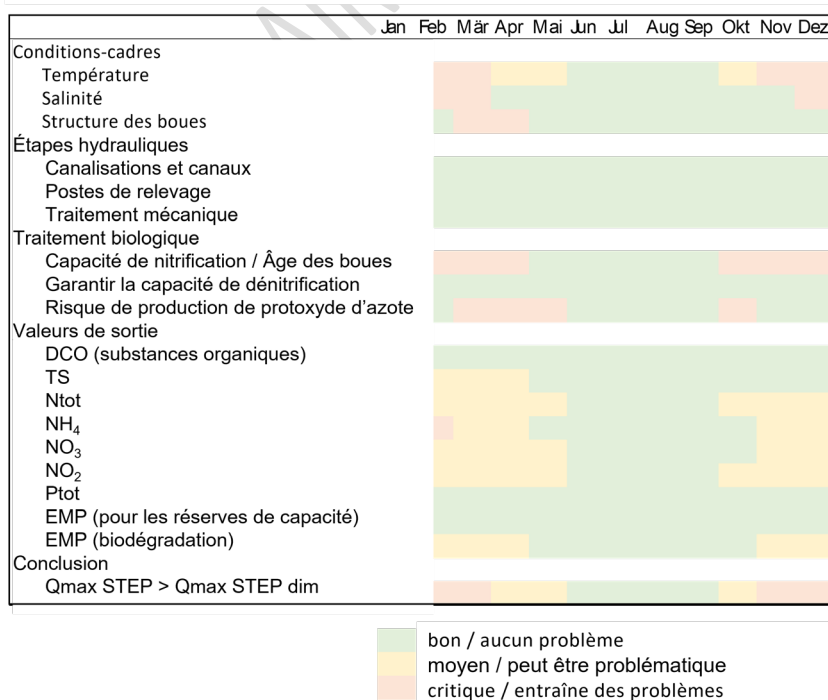 Jan Feb Mär Apr Mai Jun Jul Aug Sep Okt Nov Dez
Conditions-cadres
Température
Salinité
Structure des boues
Étapes hydrauliques
Canalisations et canaux
Postes de relevage
Traitement mécanique
Traitement biologique
Capacité de nitrification / Âge des boues
Garantir la capacité de dénitrification
Risque de production de protoxyde d'azote
Valeurs de sortie
DCO (substances organiques)
TS
Ntot
NH₄
NO₃
NO₂
Ptot
EMP (pour les réserves de capacité)
EMP (biodégradation)
Conclusion
Qmax STEP > Qmax STEP dim
bon / aucun problème
moyen / peut être problématique
critique / entraîne des problèmes